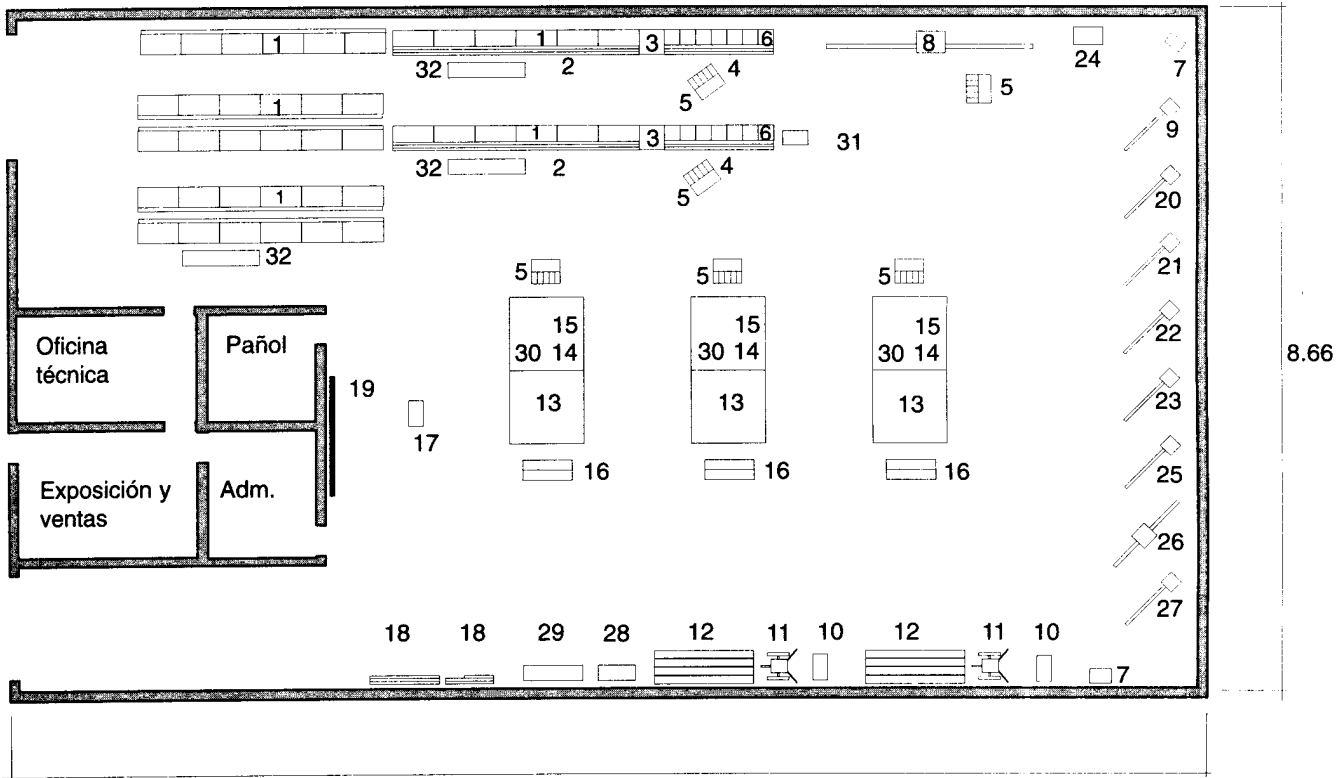 1 1 3 6 8 24 7
32 2 4 5 5
1 9
1 3 6 31
32 2 4 5 20
1
32 21
5 5 5
15 15 15 22
30 14 30 14 30 14
Oficina técnica
Pañol
8.66
19 13 13 13 23
17
16 16 16 25
Exposición y ventas
Adm.
26
27
18 18 29 28 12 11 10 12 11 10
7